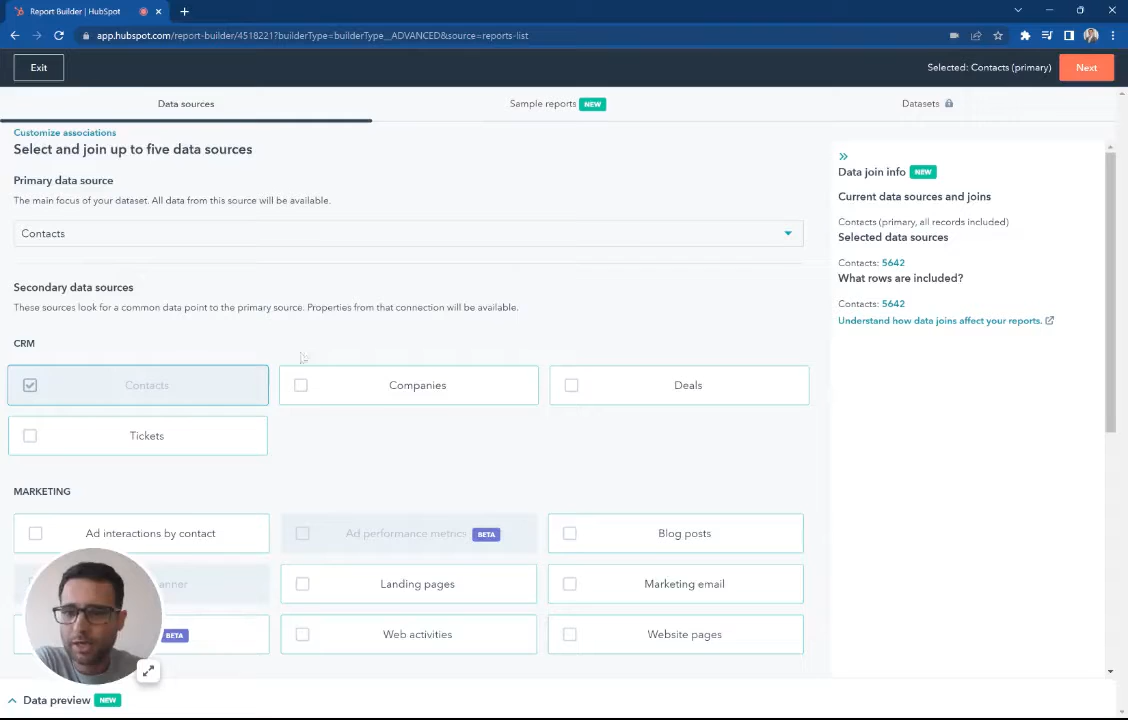 Report Builder | HubSpot
app.hubspot.com/report-builder/4518221?builderType=builderType__ADVANCED&source=reports-list
Exit
Selected: Contacts (primary)
Next
Data sources
Sample reports NEW
Datasets
Customize associations
Select and join up to five data sources
Primary data source
The main focus of your dataset. All data from this source will be available.
Contacts
Secondary data sources
These sources look for a common data point to the primary source. Properties from that connection will be available.
CRM
Contacts
Companies
Deals
Tickets
MARKETING
Ad interactions by contact
Ad performance metrics BETA
Blog posts
Landing pages
Marketing email
BETA
Web activities
Website pages
Data preview NEW
Data join info NEW
Current data sources and joins
Contacts (primary, all records included)
Selected data sources
Contacts: 5642
What rows are included?
Contacts: 5642
Understand how data joins affect your reports.